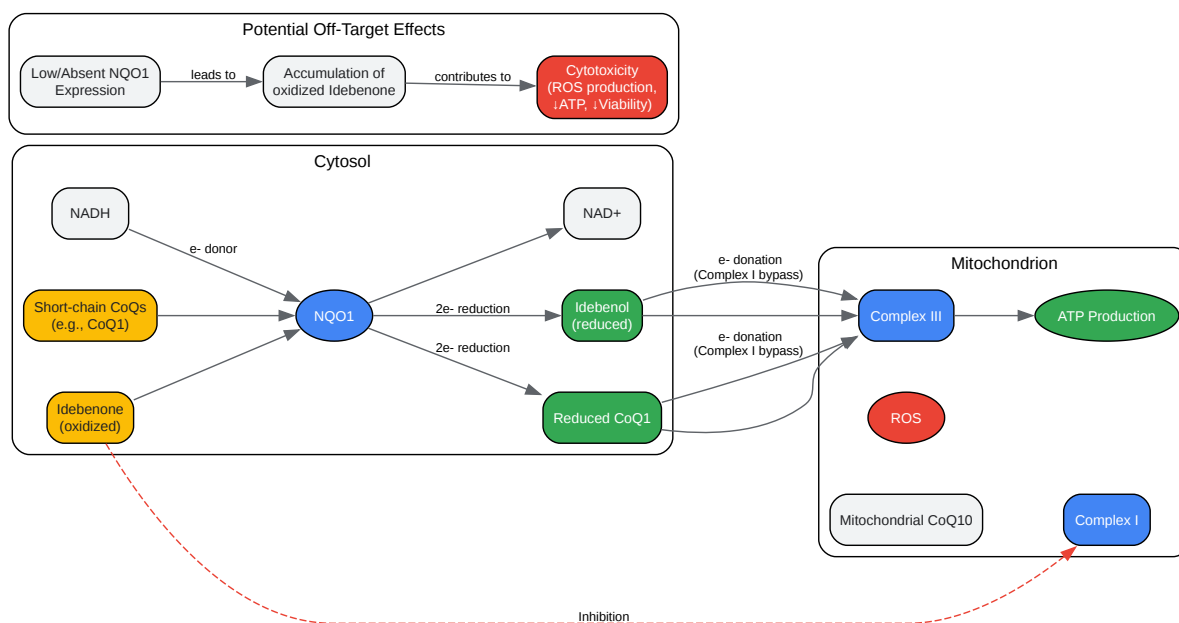 Potential Off-Target Effects
Low/Absent NQO1
Expression
leads to
Accumulation of
oxidized Idebenone
contributes to
Cytotoxicity
(ROS production,
↓ATP, ↓Viability)
Cytosol
NADH
e- donor
NAD+
Short-chain CoQs
(e.g., CoQ1)
NQO1
2e- reduction
Idebenol
(reduced)
2e- reduction
Idebenone
(oxidized)
Reduced CoQ1
e- donation
(Complex I bypass)
e- donation
(Complex I bypass)
Mitochondrion
Complex III
ATP Production
ROS
Mitochondrial CoQ10
Complex I
Inhibition